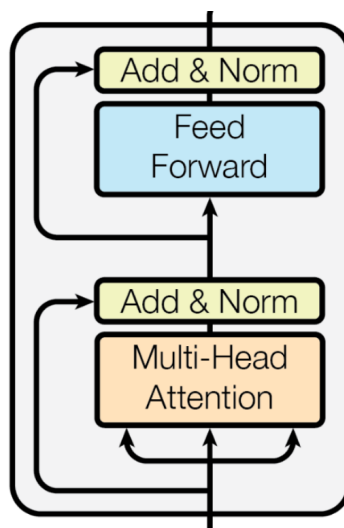 Add & Norm
Feed
Forward
Add & Norm
Multi-Head
Attention